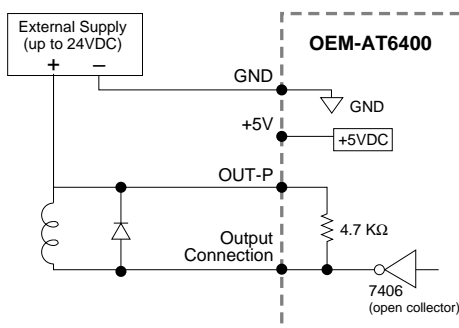 External Supply
(up to 24VDC)
+ –
OEM-AT6400
GND
GND
+5V
+5VDC
OUT-P
4.7 KΩ
Output
Connection
7406
(open collector)